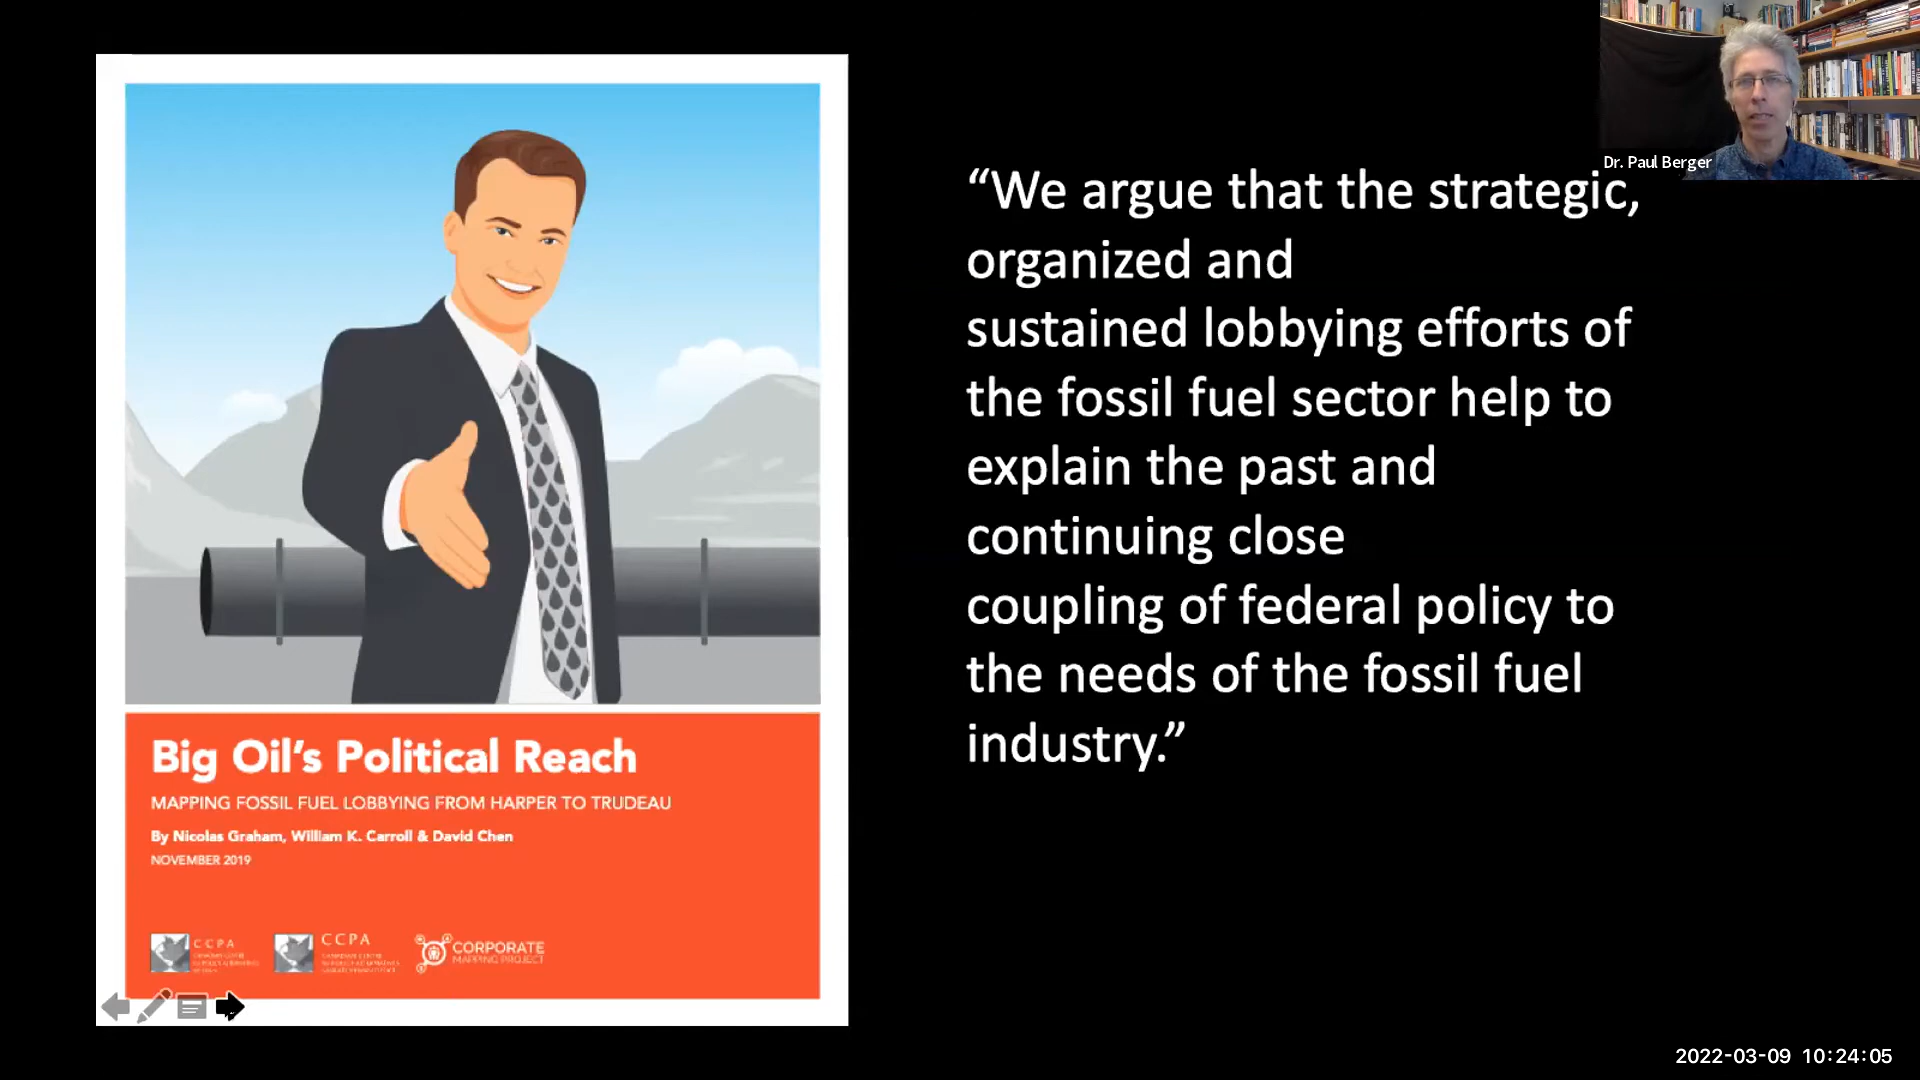 Dr. Paul Berger
“We argue that the strategic,
organized and
sustained lobbying efforts of
the fossil fuel sector help to
explain the past and
continuing close
coupling of federal policy to
the needs of the fossil fuel
industry.”
Big Oil’s Political Reach
MAPPING FOSSIL FUEL LOBBYING FROM HARPER TO TRUDEAU
By Nicolas Graham, William K. Carroll & David Chen
NOVEMBER 2019
CCPA
CCPA
CORPORATE
MAPPING PROJECT
2022-03-09 10:24:05